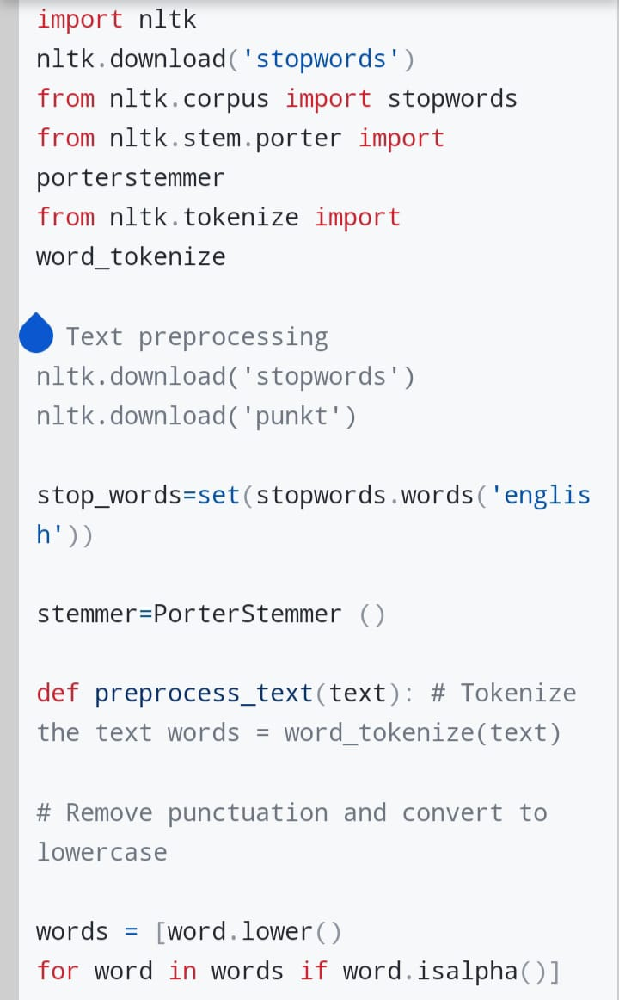 import nltk
nltk.download('stopwords')
from nltk.corpus import stopwords
from nltk.stem.porter import
porterstemmer
from nltk.tokenize import
word_tokenize
Text preprocessing
nltk.download('stopwords')
nltk.download('punkt')
stop_words=set(stopwords.words('englis
h'))
stemmer=PorterStemmer ()
def preprocess_text(text): # Tokenize
the text words = word_tokenize(text)
# Remove punctuation and convert to
lowercase
words = [word.lower()
for word in words if word.isalpha()]